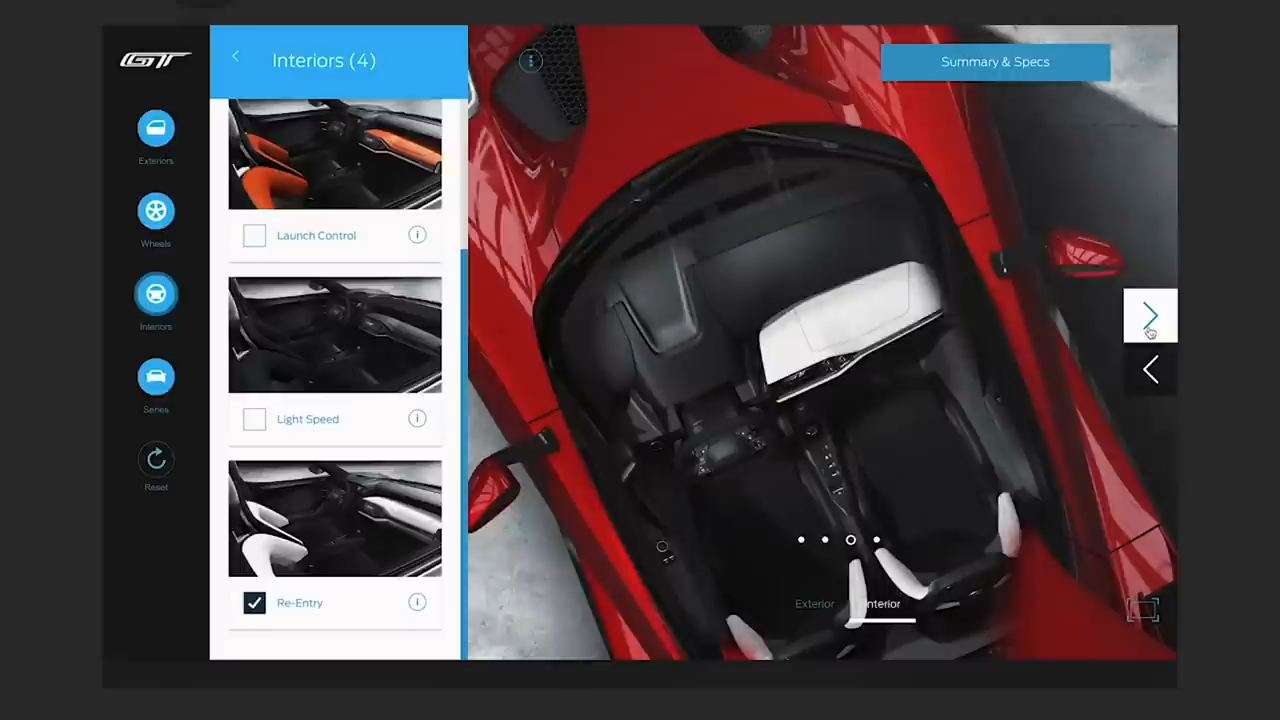 GT
Interiors (4)
Summary & Specs
Exteriors
Wheels
Interiors
Series
Reset
Launch Control
Light Speed
Re-Entry
Exterior
Interior